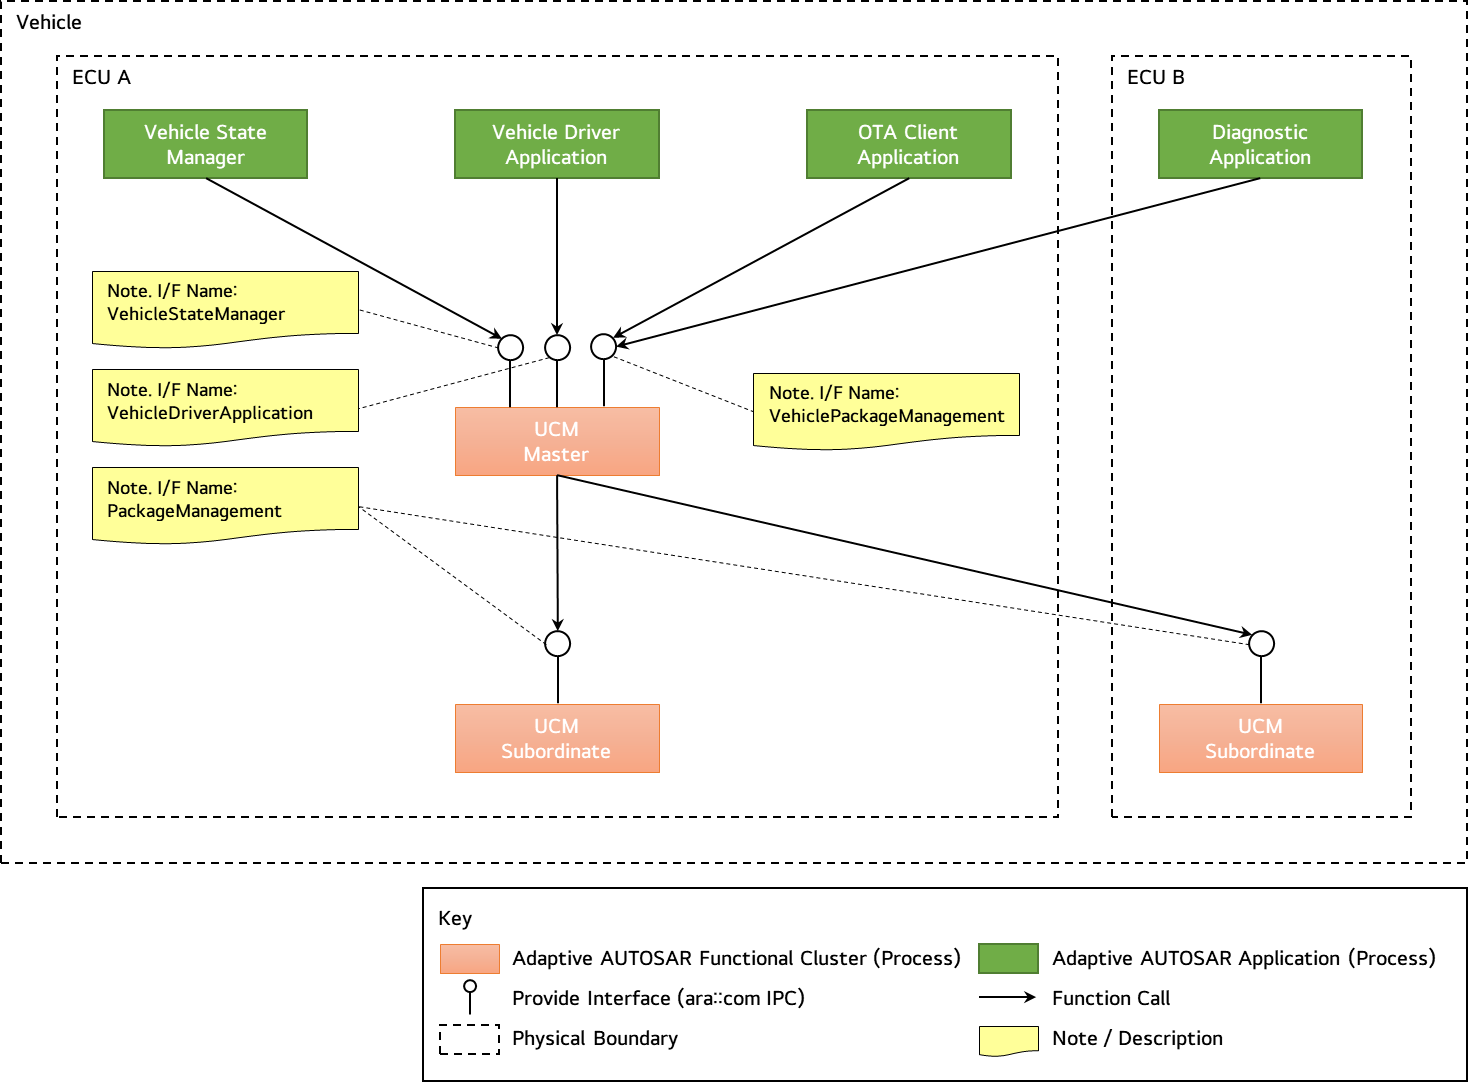 Vehicle
ECU A
ECU B
Vehicle State
Manager
Vehicle Driver
Application
OTA Client
Application
Diagnostic
Application
Note. I/F Name:
VehicleStateManager
Note. I/F Name:
VehicleDriverApplication
Note. I/F Name:
VehiclePackageManagement
UCM
Master
Note. I/F Name:
PackageManagement
UCM
Subordinate
UCM
Subordinate
Key
Adaptive AUTOSAR Functional Cluster (Process)
Adaptive AUTOSAR Application (Process)
Provide Interface (ara::com IPC)
Function Call
Physical Boundary
Note / Description